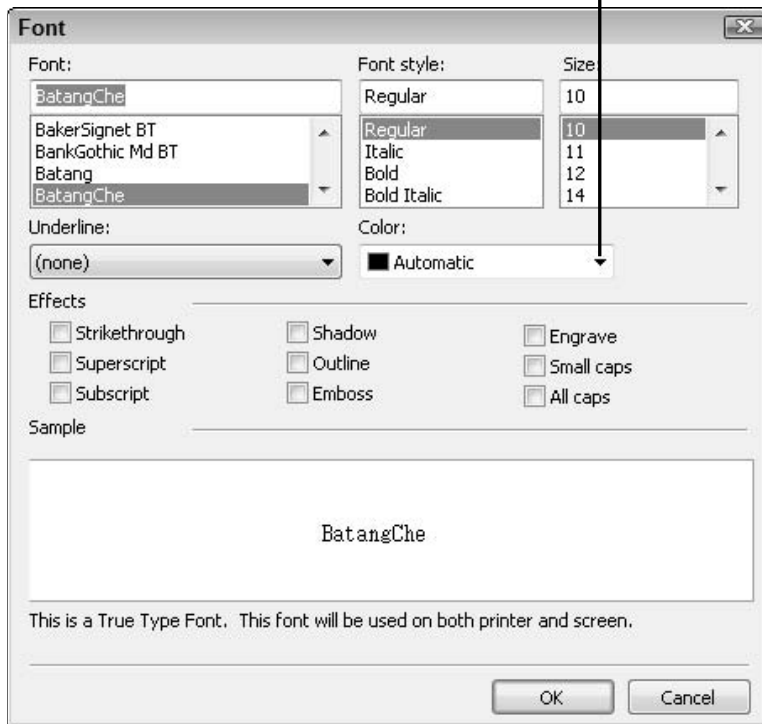 Font
Font: Font style: Size:
BatangChe Regular 10
BakerSignet BT Regular 10
BankGothic Md BT Italic 11
Batang Bold 12
BatangChe Bold Italic 14
Underline: Color:
(none) Automatic
Effects
Strikethrough Shadow Engrave
Superscript Outline Small caps
Subscript Emboss All caps
Sample
BatangChe
This is a True Type Font. This font will be used on both printer and screen.
OK Cancel